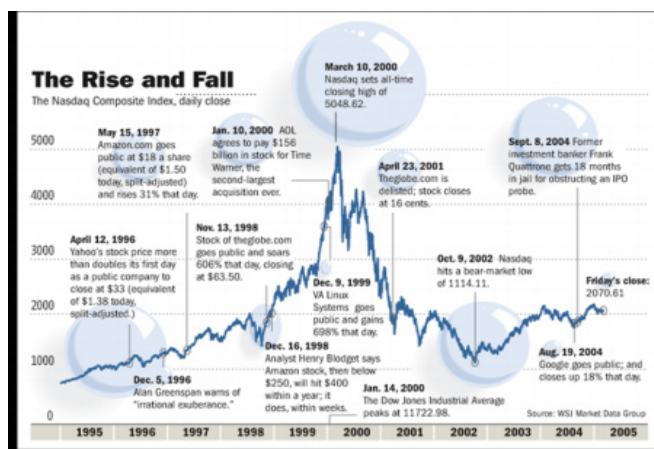 The Rise and Fall
The Nasdaq Composite Index, daily close
March 10, 2000
Nasdaq sets all-time
closing high of
5048.62.
May 15, 1997
Amazon.com goes
public at $18 a share
(equivalent of $1.50
today, split-adjusted)
and rises 31% that day.
Jan. 10, 2000 AOL
agrees to pay $156
billion in stock for Time
Warner, the
second-largest
acquisition ever.
April 23, 2001
Theglobe.com is
delisted; stock closes
at 16 cents.
Sept. 8, 2004 Former
investment banker Frank
Quattrone gets 18 months
in jail for obstructing an IPO
probe.
April 12, 1996
Yahoo's stock price more
than doubles its first day
as a public company to
close at $33 (equivalent
of $1.38 today,
split-adjusted.)
Nov. 13, 1998
Stock of theglobe.com
goes public and soars
606% that day, closing
at $63.50.
Dec. 9, 1999
VA Linux
Systems goes
public and gains
698% that day.
Oct. 9, 2002 Nasdaq
hits a bear-market low
of 1114.11.
Friday's close:
2070.61
Dec. 5, 1996
Alan Greenspan warns of
"irrational exuberance."
Dec. 16, 1998
Analyst Henry Blodget says
Amazon stock, then below
$250, will hit $400
within a year; it
does, within weeks.
Jan. 14, 2000
The Dow Jones Industrial Average
peaks at 11722.98.
Aug. 19, 2004
Google goes public; and
closes up 18% that day.
Source: WSJ Market Data Group
5000
4000
3000
2000
1000
0
1995 1996 1997 1998 1999 2000 2001 2002 2003 2004 2005